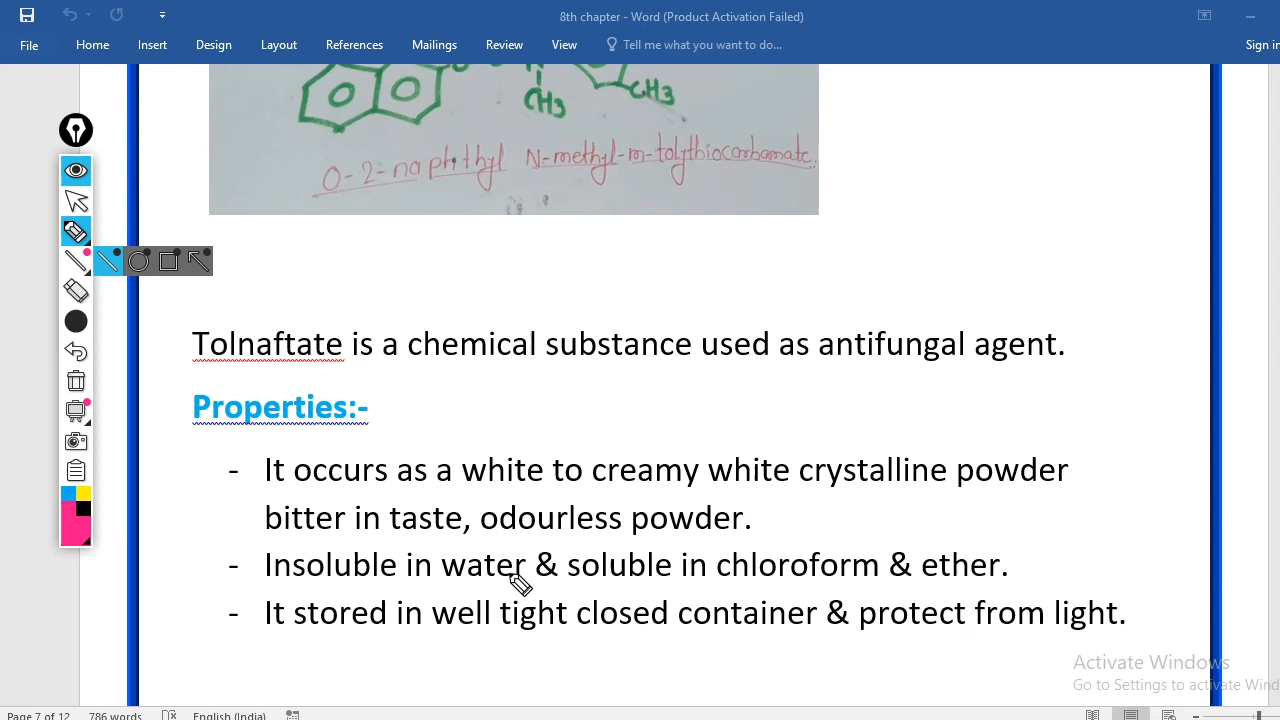 8th chapter - Word (Product Activation Failed)
File Home Insert Design Layout References Mailings Review View Tell me what you want to do... Sign in
CH3 CH3
O-2-naphthyl N-methyl-m-tolythiocarbamate.
Tolnaftate is a chemical substance used as antifungal agent.
Properties:-
- It occurs as a white to creamy white crystalline powder
bitter in taste, odourless powder.
- Insoluble in water & soluble in chloroform & ether.
- It stored in well tight closed container & protect from light.
Activate Windows
Go to Settings to activate Wind
Page 7 of 12 786 words English (India)